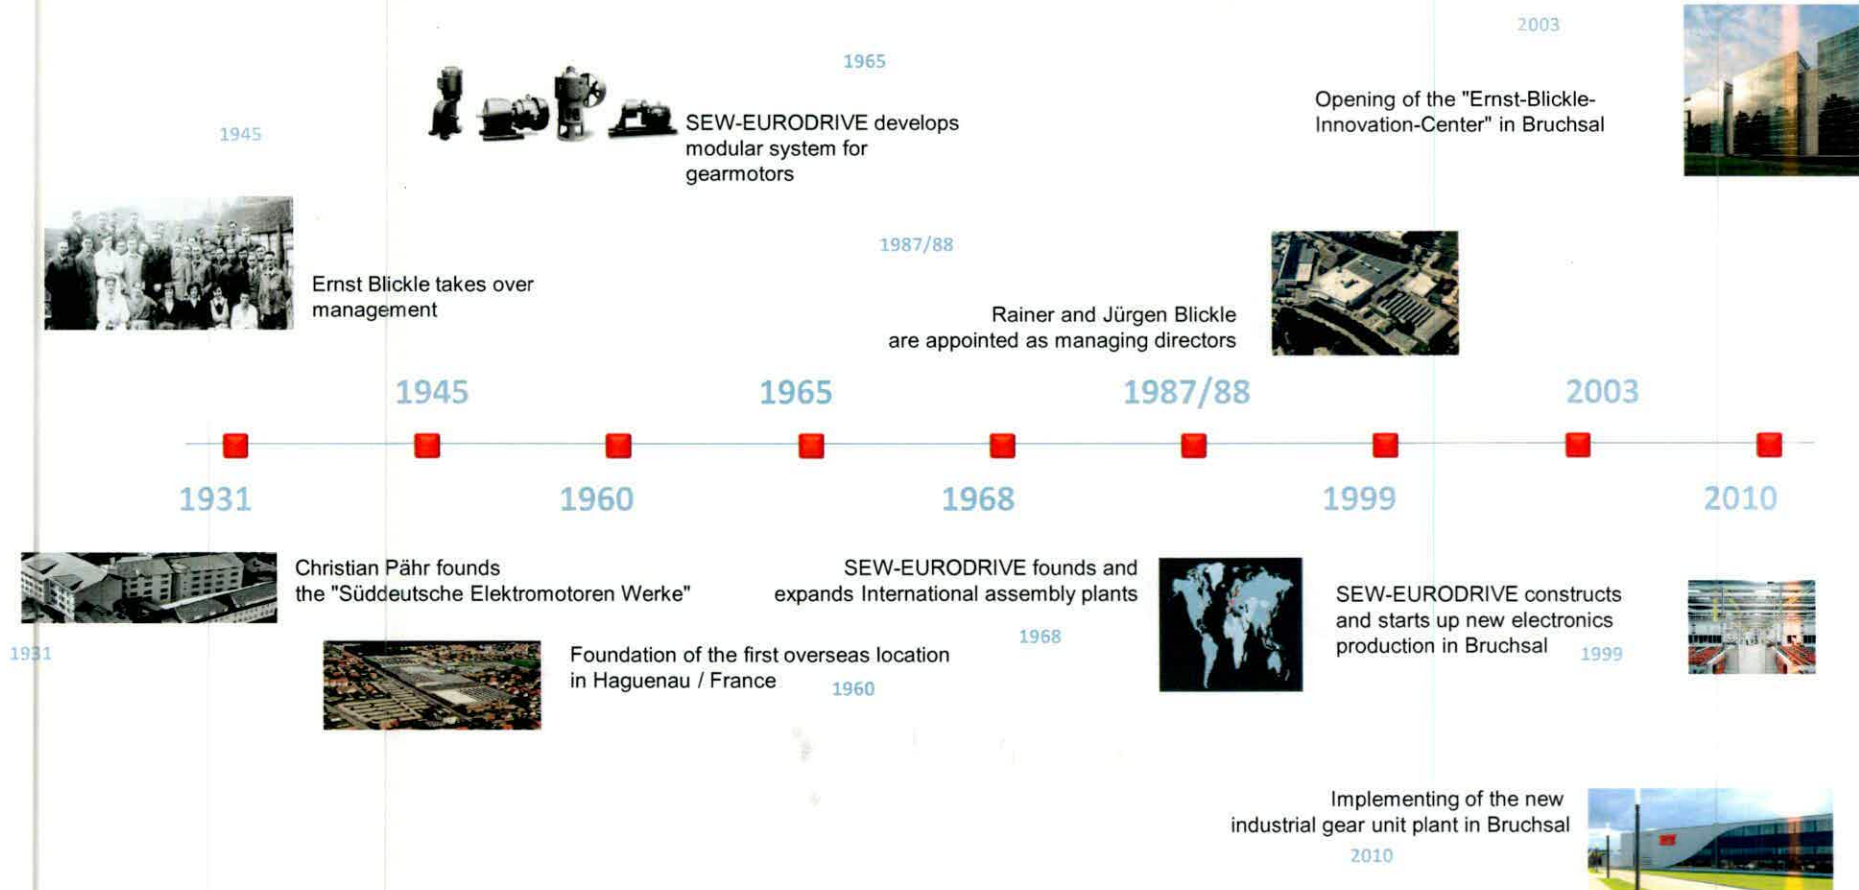 2003
1965
Opening of the "Ernst-Blickle-
Innovation-Center" in Bruchsal
1945
SEW-EURODRIVE develops
modular system for
gearmotors
1987/88
Ernst Blickle takes over
management
Rainer and Jürgen Blickle
are appointed as managing directors
1945 1965 1987/88 2003
1931 1960 1968 1999 2010
Christian Pähr founds
the "Süddeutsche Elektromotoren Werke"
1931
SEW-EURODRIVE founds and
expands International assembly plants
1968
SEW-EURODRIVE constructs
and starts up new electronics
production in Bruchsal 1999
Foundation of the first overseas location
in Haguenau / France 1960
Implementing of the new
industrial gear unit plant in Bruchsal
2010